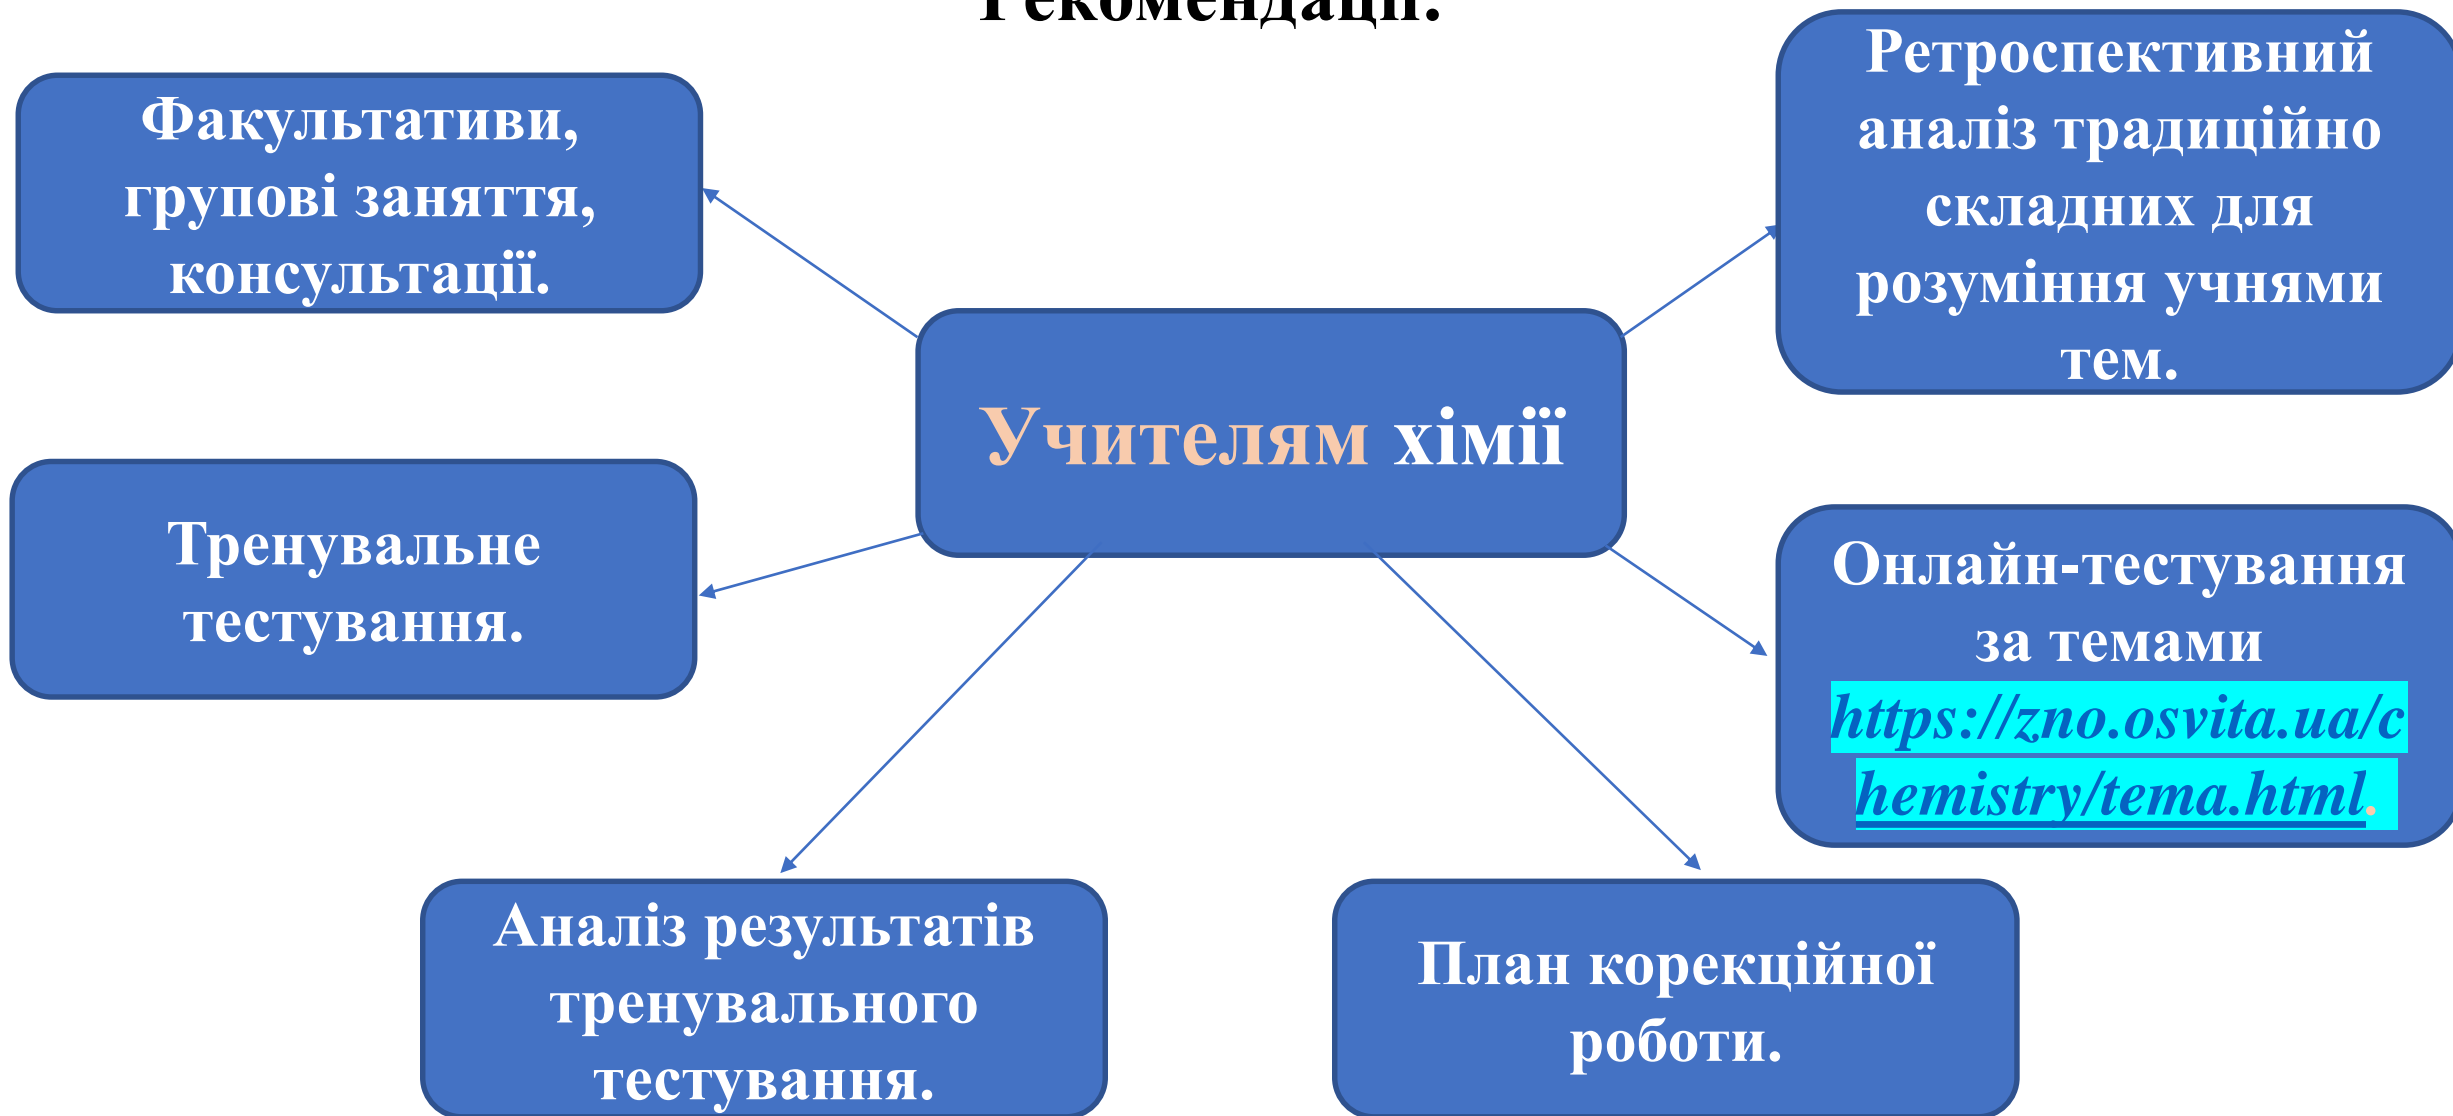 Рекомендації.
Факультативи,
групові заняття,
консультації.
Ретроспективний
аналіз традиційно
складних для
розуміння учнями
тем.
Учителям хімії
Тренувальне
тестування.
Онлайн-тестування
за темами
https://zno.osvita.ua/c
hemistry/tema.html.
Аналіз результатів
тренувального
тестування.
План корекційної
роботи.